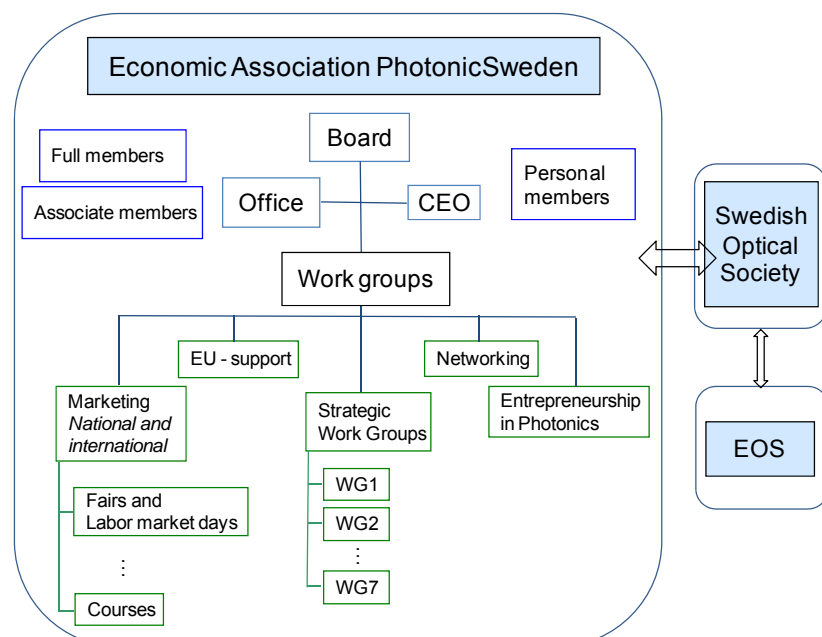 Economic Association PhotonicSweden
Board
Full members
Personal
members
Associate members
Office
CEO
Swedish
Optical
Society
Work groups
EU - support
Networking
Marketing
National and
international
Strategic
Work Groups
Entrepreneurship
in Photonics
EOS
WG1
Fairs and
Labor market days
WG2
⋮
⋮
WG7
Courses